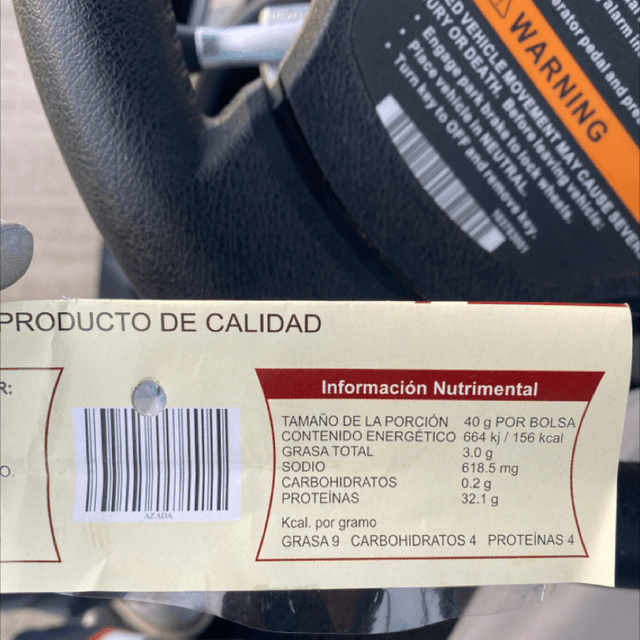 WARNING
VEHICLE MOVEMENT MAY CAUSE
URY OR DEATH. Before leaving vehicle:
• Engage park brake to lock wheels.
• Place vehicle in NEUTRAL.
• Turn key to OFF and remove key.
PRODUCTO DE CALIDAD
R:
O.
AZADA
Información Nutrimental
TAMAÑO DE LA PORCIÓN 40 g POR BOLSA
CONTENIDO ENERGÉTICO 664 kj / 156 kcal
GRASA TOTAL 3.0 g
SODIO 618.5 mg
CARBOHIDRATOS 0.2 g
PROTEÍNAS 32.1 g
Kcal. por gramo
GRASA 9 CARBOHIDRATOS 4 PROTEÍNAS 4